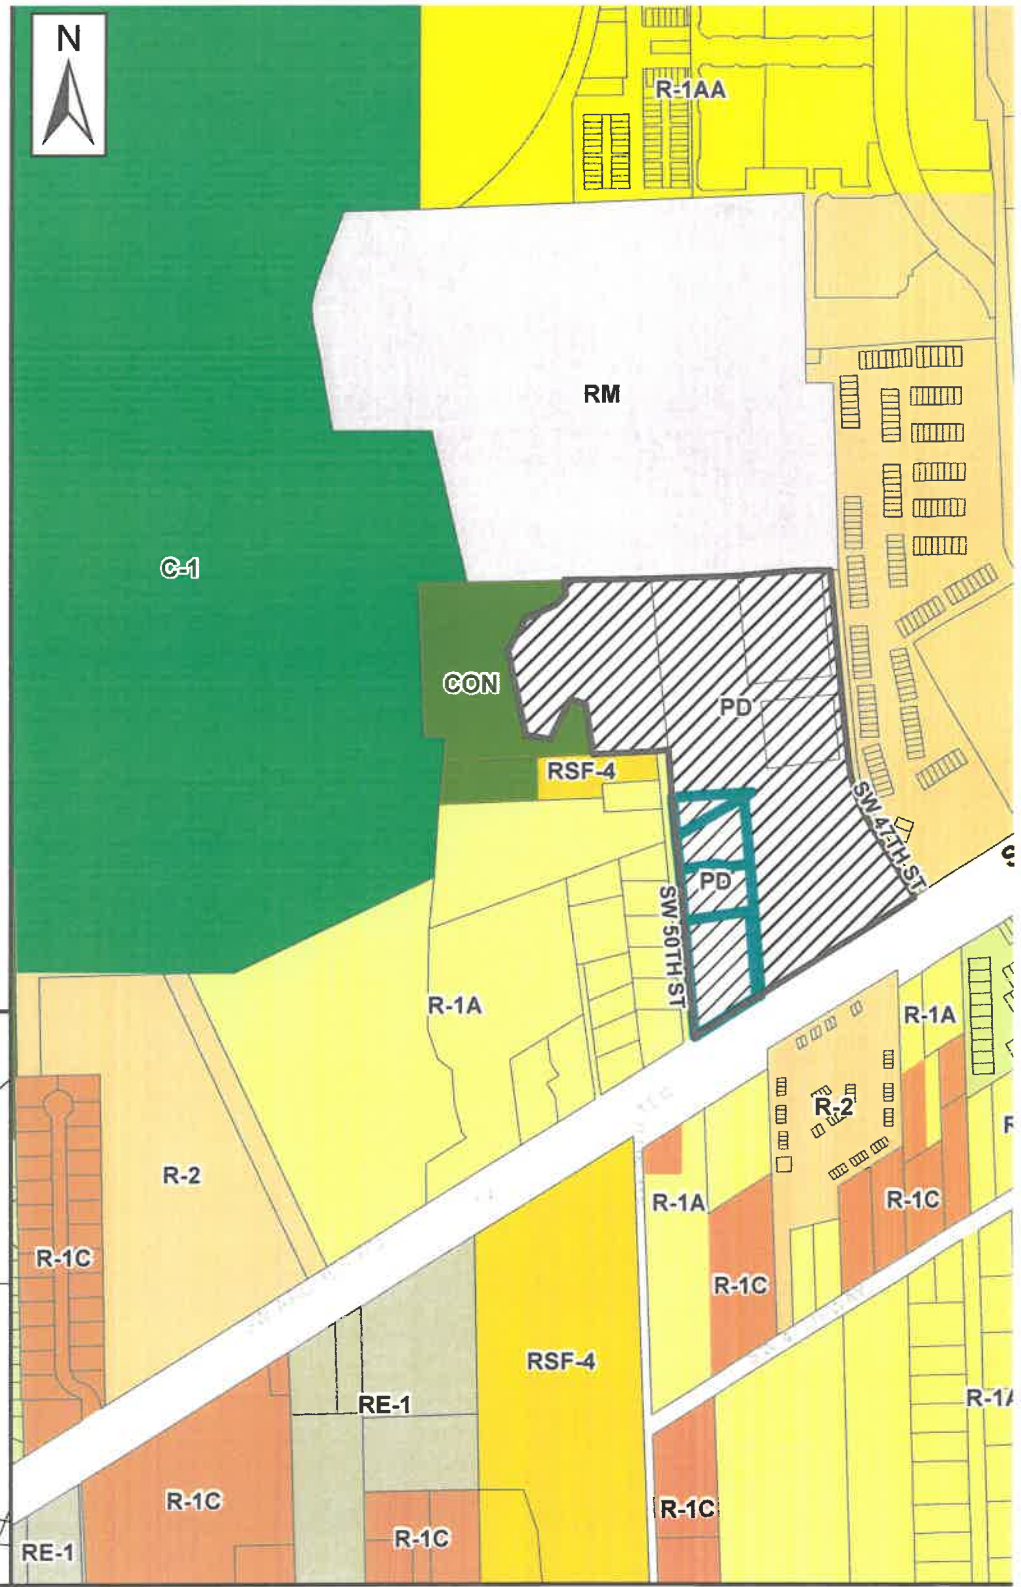 N
R-1AA
RM
C-1
CON
PD
RSF-4
SW 47TH ST
PD
SW 50TH ST
R-1A
R-1A
R-2
R-2
R-1A
R-1C
R-1C
R-1C
RSF-4
RE-1
R-1A
R-1C
R-1C
R-1C
RE-1